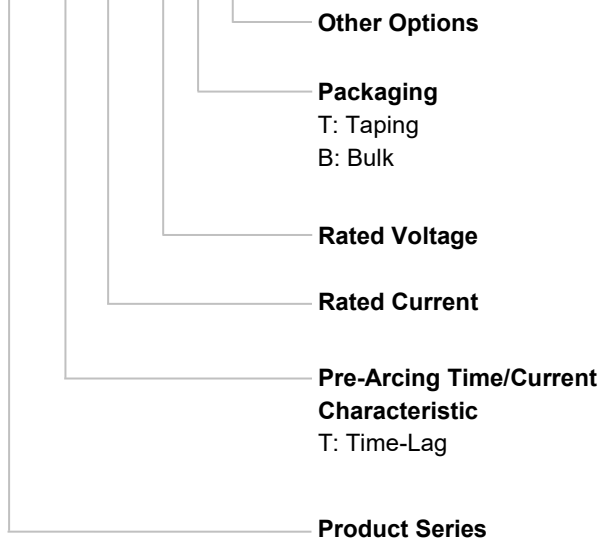 Other Options
Packaging
T: Taping
B: Bulk
Rated Voltage
Rated Current
Pre-Arcing Time/Current
Characteristic
T: Time-Lag
Product Series